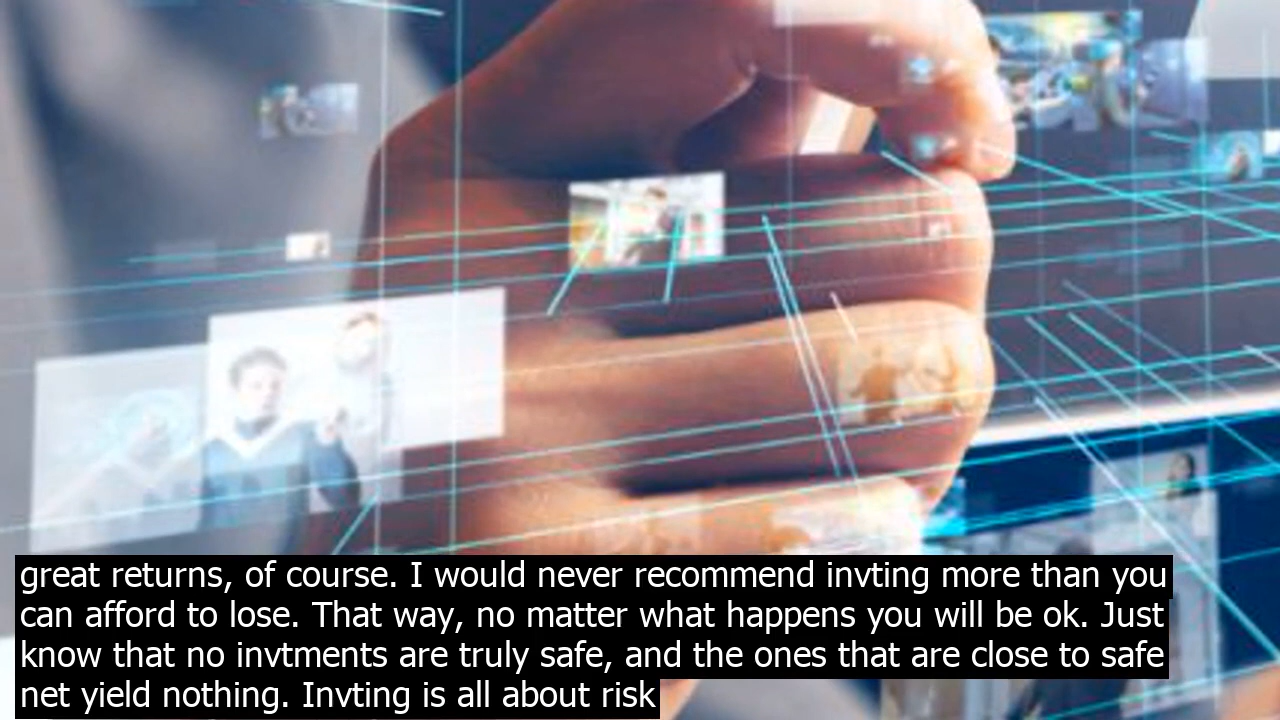 great returns, of course. I would never recommend invting more than you
can afford to lose. That way, no matter what happens you will be ok. Just
know that no invtments are truly safe, and the ones that are close to safe
net yield nothing. Invting is all about risk